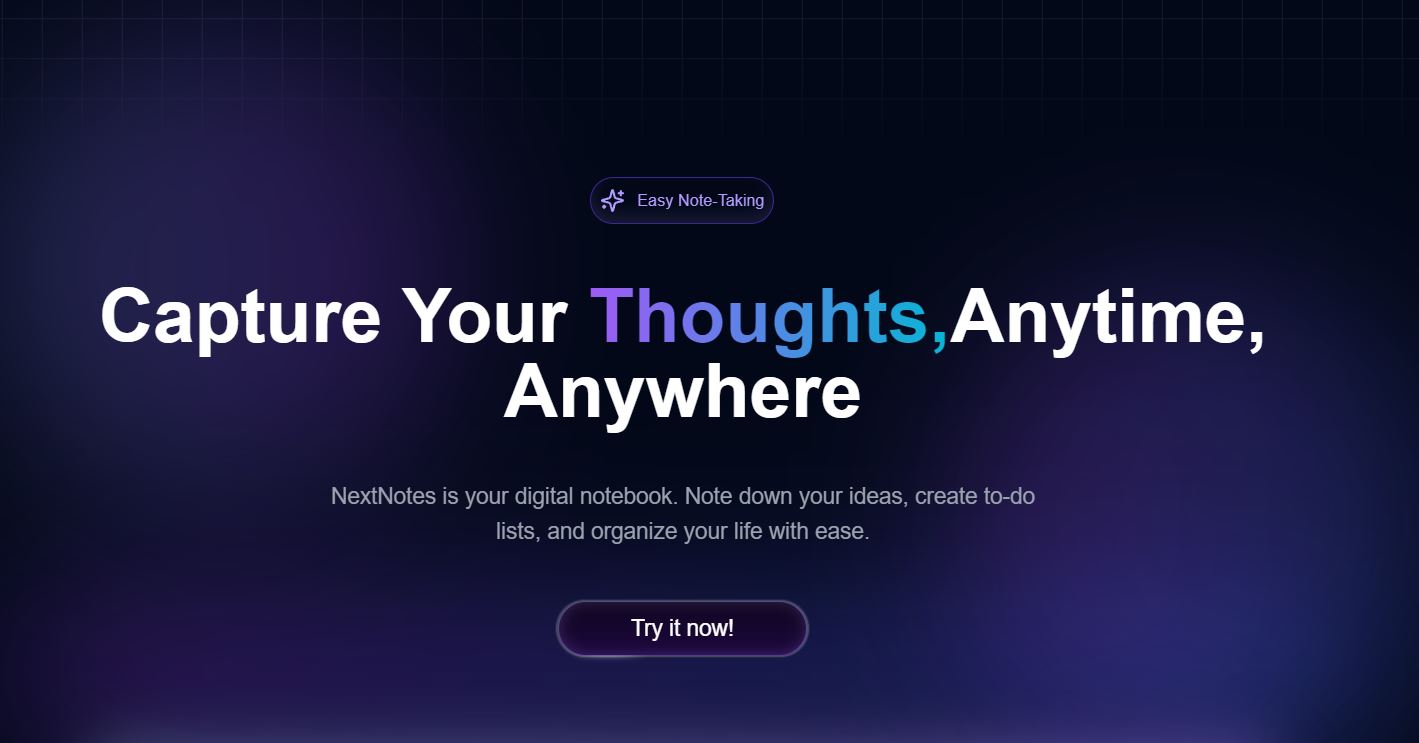 Easy Note-Taking
Capture Your Thoughts,Anytime,
Anywhere
NextNotes is your digital notebook. Note down your ideas, create to-do
lists, and organize your life with ease.
Try it now!